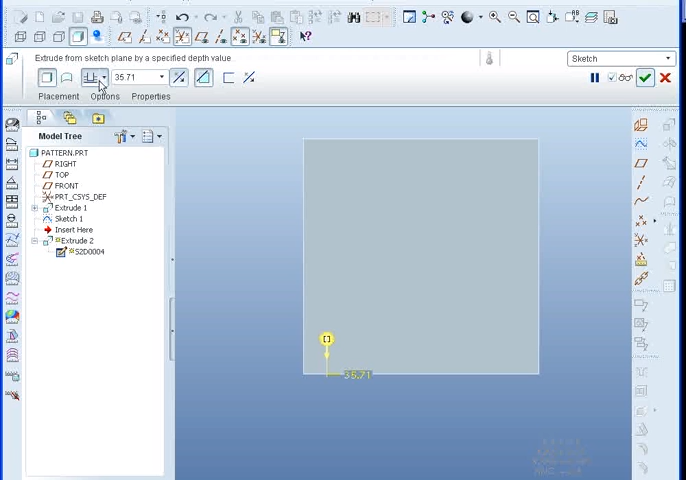 Extrude from sketch plane by a specified depth value
Sketch
35.71
Placement
Options
Properties
Model Tree
PATTERN.PRT
RIGHT
TOP
FRONT
PRT_CSYS_DEF
Extrude 1
Sketch 1
Insert Here
Extrude 2
S2D0004
35.71